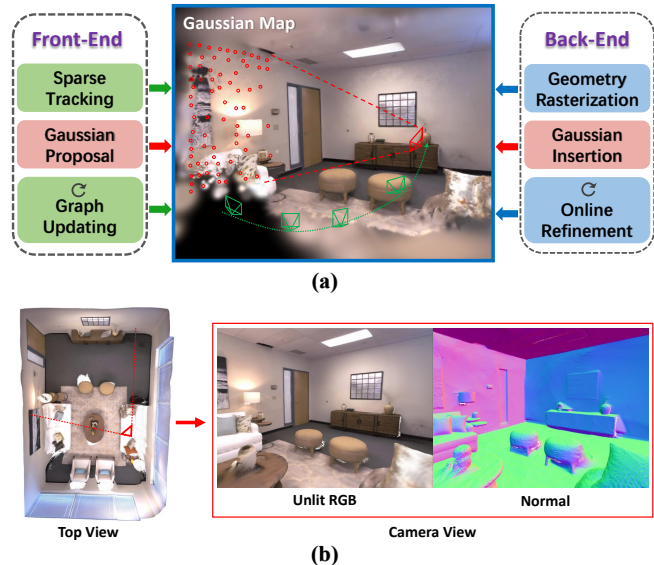 Front-End
Sparse
Tracking
Gaussian
Proposal
Graph
Updating
Gaussian Map
Back-End
Geometry
Rasterization
Gaussian
Insertion
Online
Refinement
(a)
Unlit RGB
Normal
Top View
Camera View
(b)